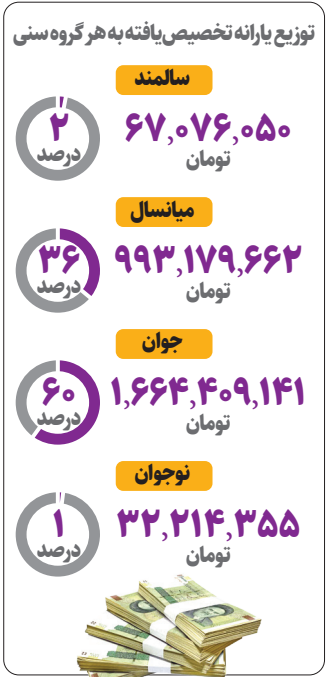 توزیع یارانه تخصیص‌یافته به هر گروه سنی
سالمند
۶۷,۰۷۶,۰۵۰
تومان
۲
درصد
میانسال
۹۹۳,۱۷۹,۶۶۲
تومان
۳۶
درصد
جوان
۱,۶۶۴,۴۰۹,۱۴۱
تومان
۶۰
درصد
نوجوان
۳۲,۲۱۴,۳۵۵
تومان
۱
درصد